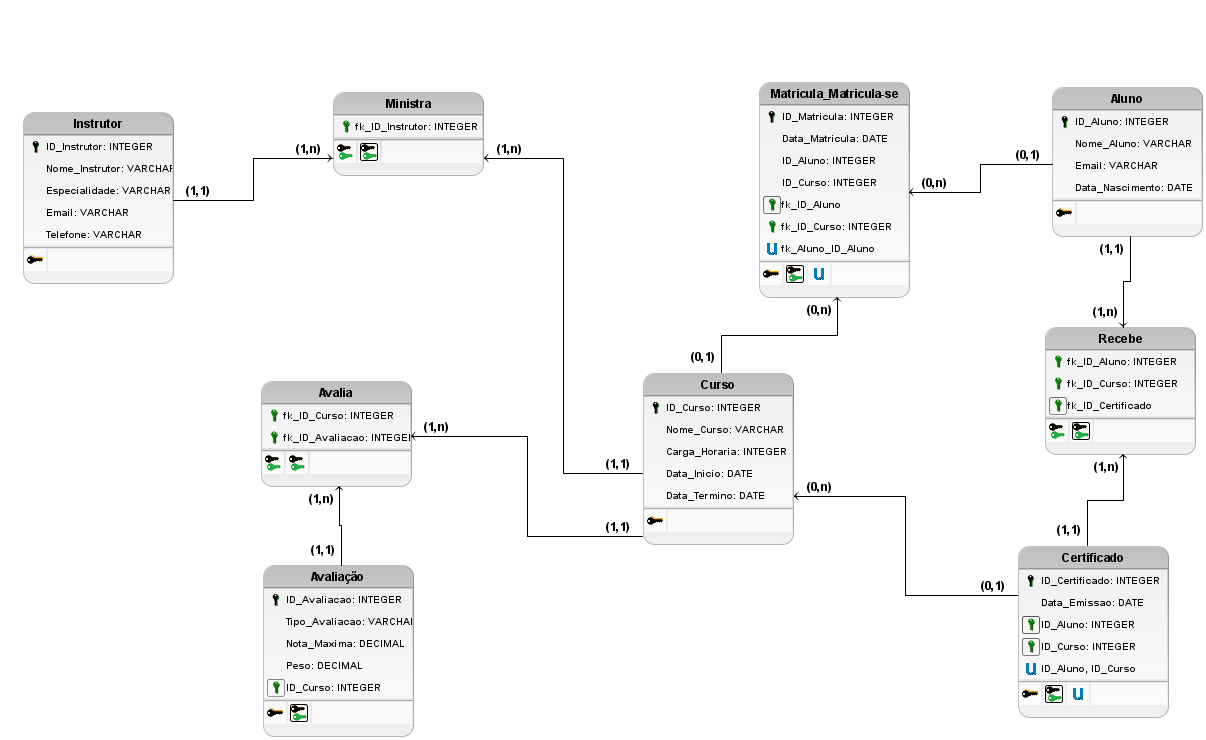 Instrutor
ID_Instrutor: INTEGER
Nome_Instrutor: VARCHAR
Especialidade: VARCHAR
Email: VARCHAR
Telefone: VARCHAR
(1,1)
(1,n)
Ministra
fk_ID_Instrutor: INTEGER
(1,n)
Matricula_Matricula-se
ID_Matricula: INTEGER
Data_Matricula: DATE
ID_Aluno: INTEGER
ID_Curso: INTEGER
fk_ID_Aluno
fk_ID_Curso: INTEGER
u fk_Aluno_ID_Aluno
u
(0,n)
(0,1)
Aluno
ID_Aluno: INTEGER
Nome_Aluno: VARCHAR
Email: VARCHAR
Data_Nascimento: DATE
(1,1)
(1,n)
Recebe
fk_ID_Aluno: INTEGER
fk_ID_Curso: INTEGER
fk_ID_Certificado
(1,n)
(0,n)
(0,1)
Curso
ID_Curso: INTEGER
Nome_Curso: VARCHAR
Carga_Horaria: INTEGER
Data_Inicio: DATE
Data_Termino: DATE
(1,1)
(1,1)
(0,n)
Avalia
fk_ID_Curso: INTEGER
fk_ID_Avaliacao: INTEGEI
(1,n)
(1,n)
(1,1)
Avaliação
ID_Avaliacao: INTEGER
Tipo_Avaliacao: VARCHAI
Nota_Maxima: DECIMAL
Peso: DECIMAL
ID_Curso: INTEGER
(0,1)
(1,1)
Certificado
ID_Certificado: INTEGER
Data_Emissao: DATE
ID_Aluno: INTEGER
ID_Curso: INTEGER
u ID_Aluno, ID_Curso
u